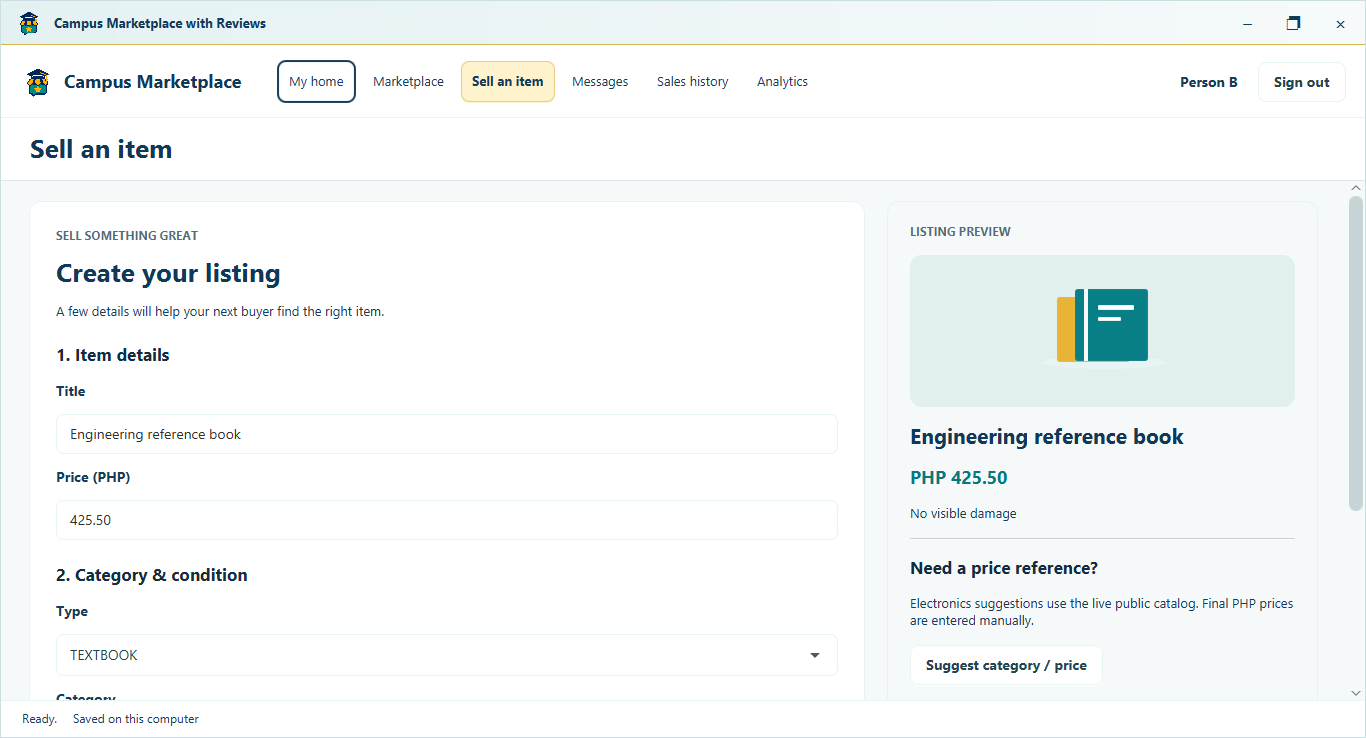 Campus Marketplace with Reviews
Campus Marketplace
My home
Marketplace
Sell an item
Messages
Sales history
Analytics
Person B
Sign out
Sell an item
SELL SOMETHING GREAT
Create your listing
A few details will help your next buyer find the right item.
1. Item details
Title
Engineering reference book
Price (PHP)
425.50
2. Category & condition
Type
TEXTBOOK
Category
LISTING PREVIEW
Engineering reference book
PHP 425.50
No visible damage
Need a price reference?
Electronics suggestions use the live public catalog. Final PHP prices
are entered manually.
Suggest category / price
Ready.
Saved on this computer